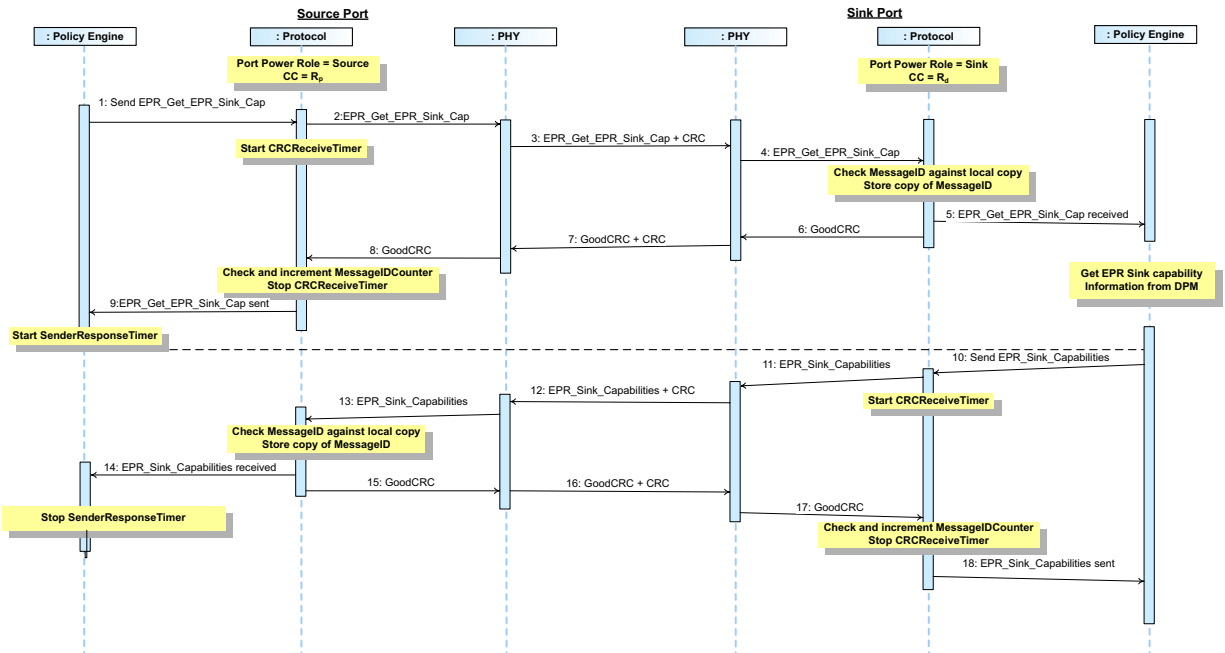 Source Port
Sink Port
: Policy Engine
: Protocol
: PHY
: PHY
: Protocol
: Policy Engine
Port Power Role = Source
CC = Rp
Port Power Role = Sink
CC = Rd
1: Send EPR_Get_EPR_Sink_Cap
2:EPR_Get_EPR_Sink_Cap
Start CRCReceiveTimer
3: EPR_Get_EPR_Sink_Cap + CRC
4: EPR_Get_EPR_Sink_Cap
Check MessageID against local copy
Store copy of MessageID
5: EPR_Get_EPR_Sink_Cap received
6: GoodCRC
7: GoodCRC + CRC
8: GoodCRC
Check and increment MessageIDCounter
Stop CRCReceiveTimer
Get EPR Sink capability
Information from DPM
9:EPR_Get_EPR_Sink_Cap sent
Start SenderResponseTimer
10: Send EPR_Sink_Capabilities
11: EPR_Sink_Capabilities
Start CRCReceiveTimer
12: EPR_Sink_Capabilities + CRC
13: EPR_Sink_Capabilities
Check MessageID against local copy
Store copy of MessageID
14: EPR_Sink_Capabilities received
15: GoodCRC
16: GoodCRC + CRC
Stop SenderResponseTimer
17: GoodCRC
Check and increment MessageIDCounter
Stop CRCReceiveTimer
18: EPR_Sink_Capabilities sent